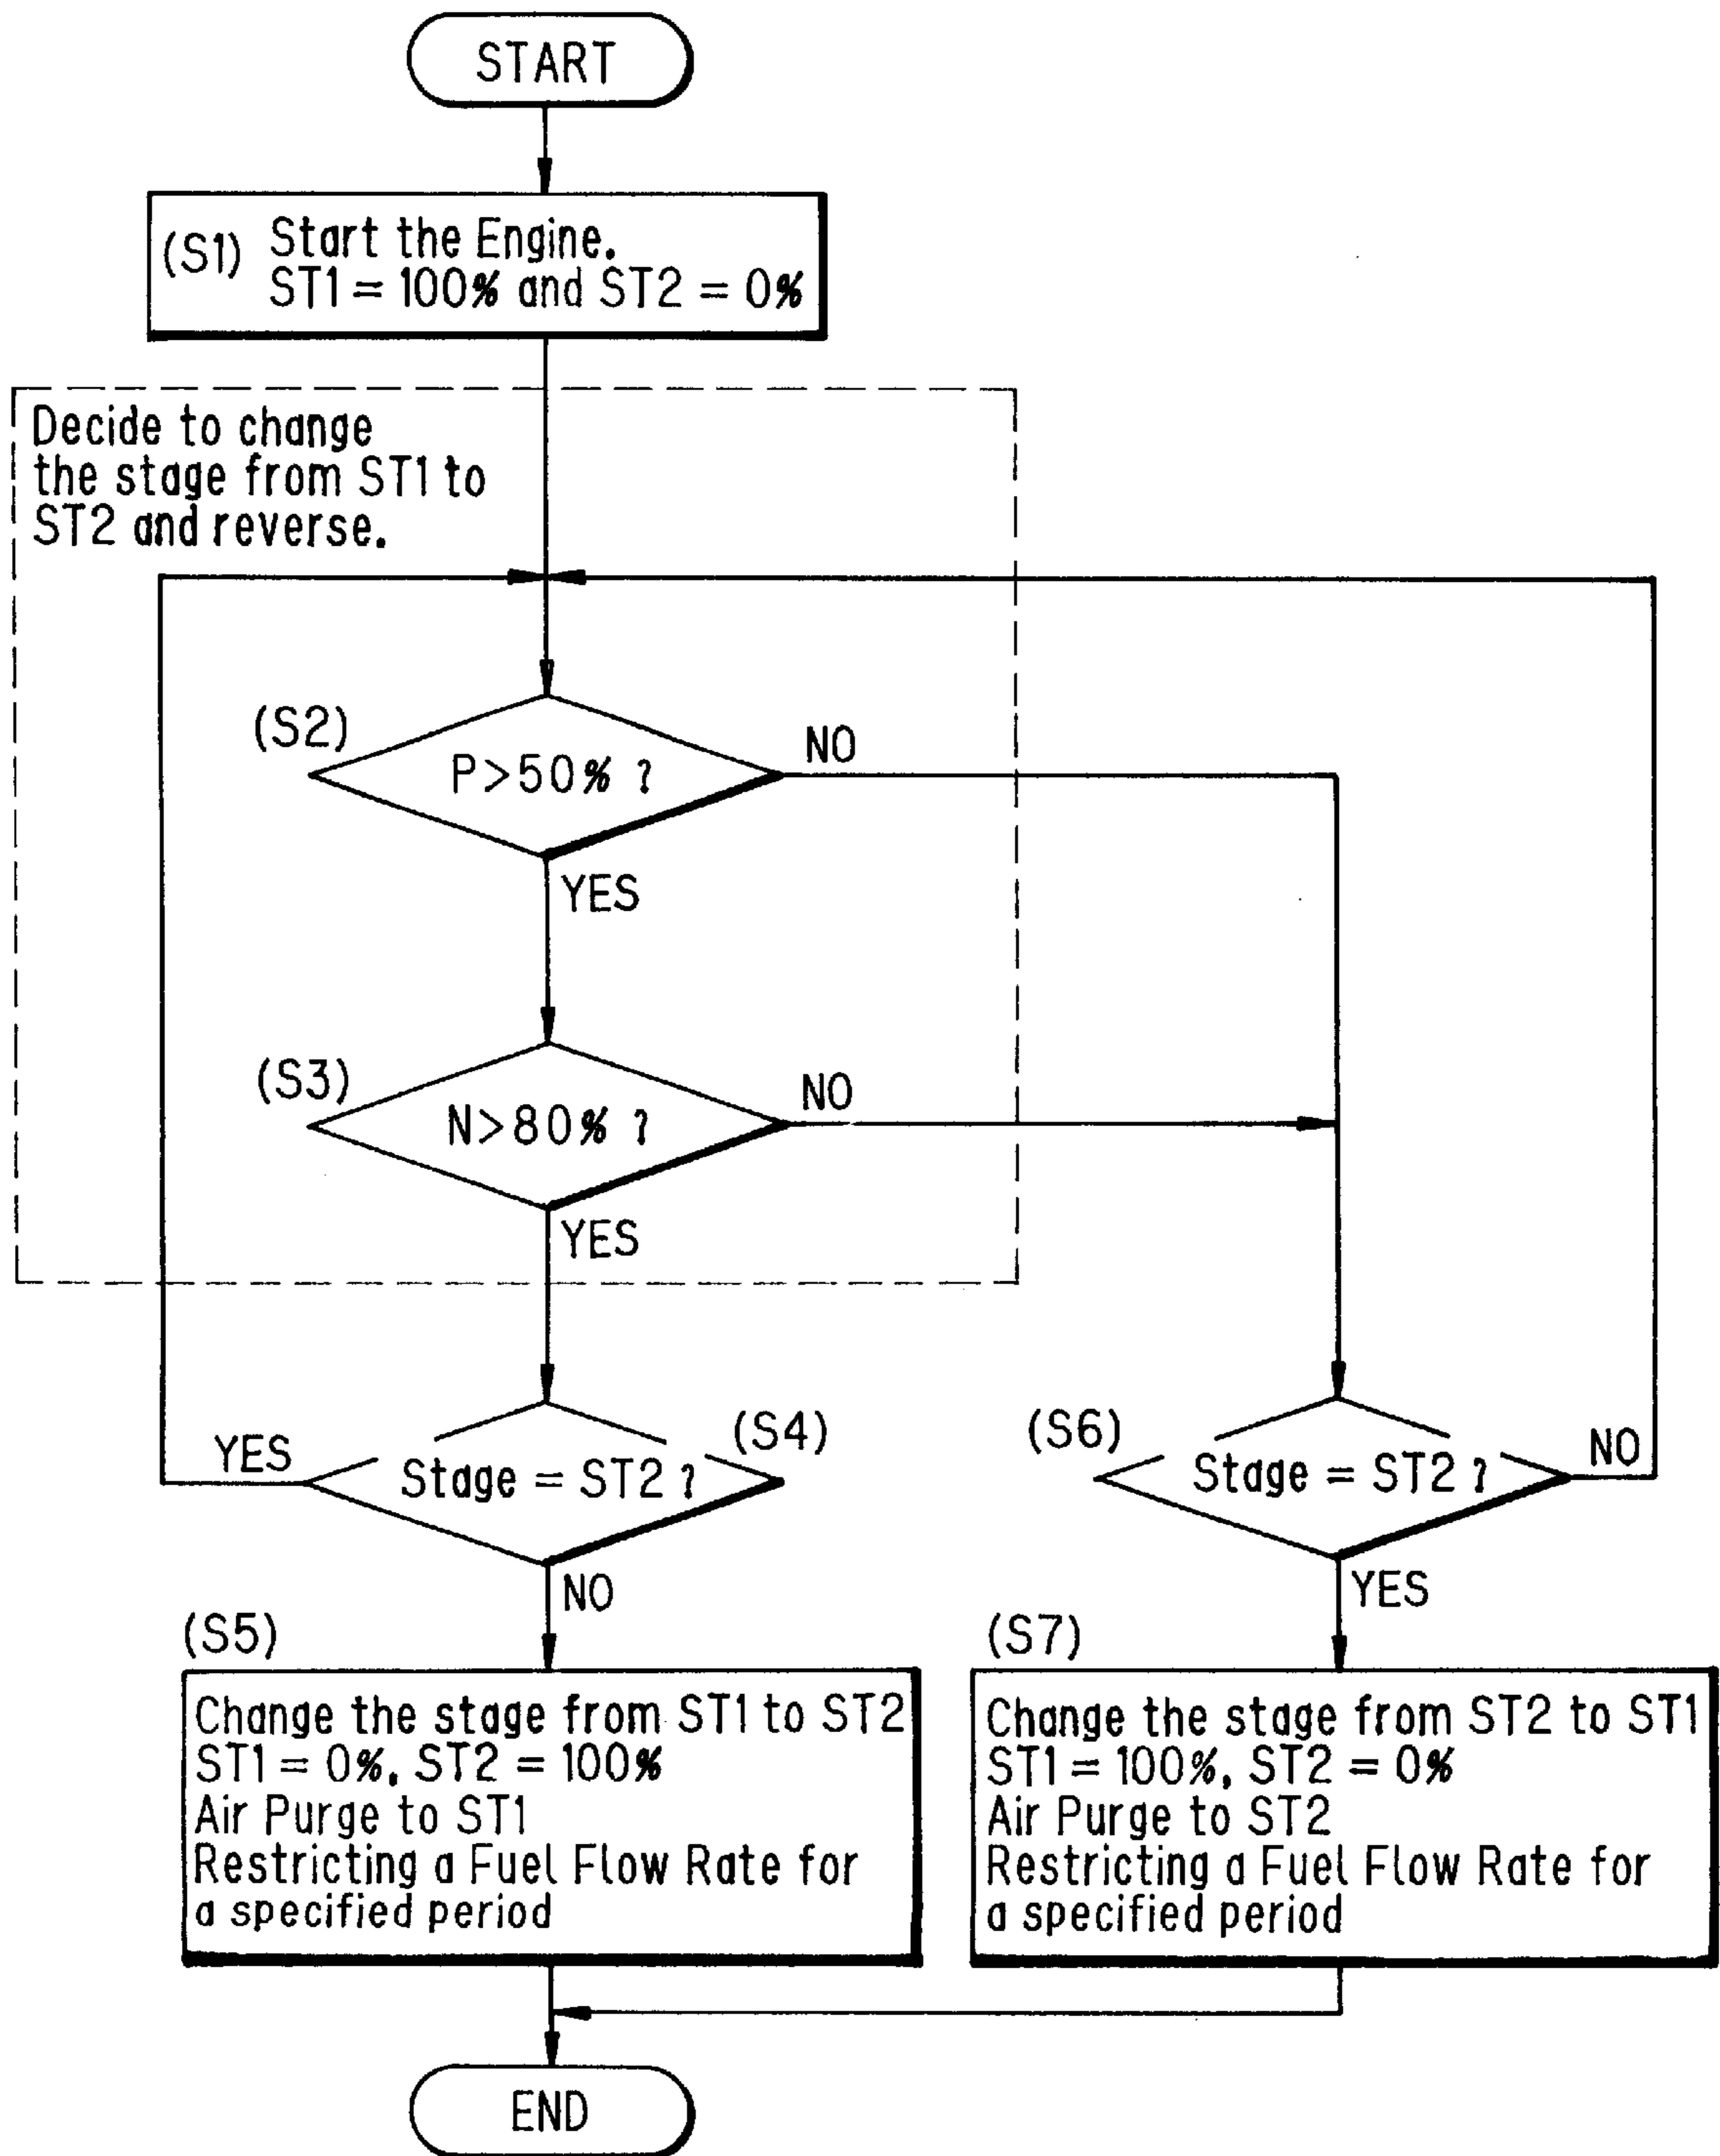 START
(S1) Start the Engine.
ST1 = 100% and ST2 = 0%
Decide to change
the stage from ST1 to
ST2 and reverse.
(S2)
P>50% ?
NO
YES
(S3)
N>80% ?
NO
YES
(S4)
YES
Stage = ST2 ?
NO
(S6)
Stage = ST2 ?
NO
YES
(S5)
Change the stage from ST1 to ST2
ST1 = 0%, ST2 = 100%
Air Purge to ST1
Restricting a Fuel Flow Rate for
a specified period
(S7)
Change the stage from ST2 to ST1
ST1 = 100%, ST2 = 0%
Air Purge to ST2
Restricting a Fuel Flow Rate for
a specified period
END